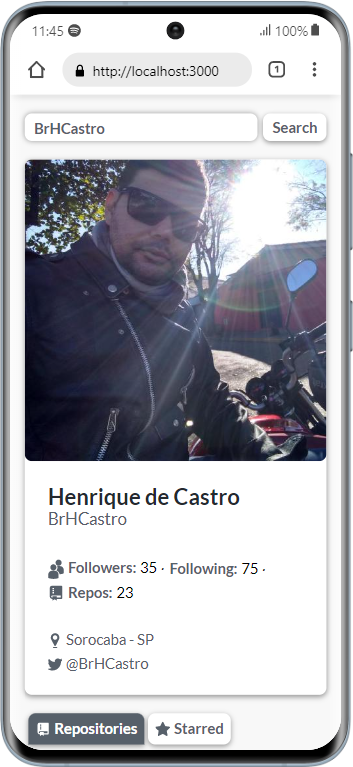 11:45 100%
http://localhost:3000 1
BrHCastro Search
Henrique de Castro
BrHCastro
Followers: 35 · Following: 75 ·
Repos: 23
Sorocaba - SP
@BrHCastro
Repositories Starred